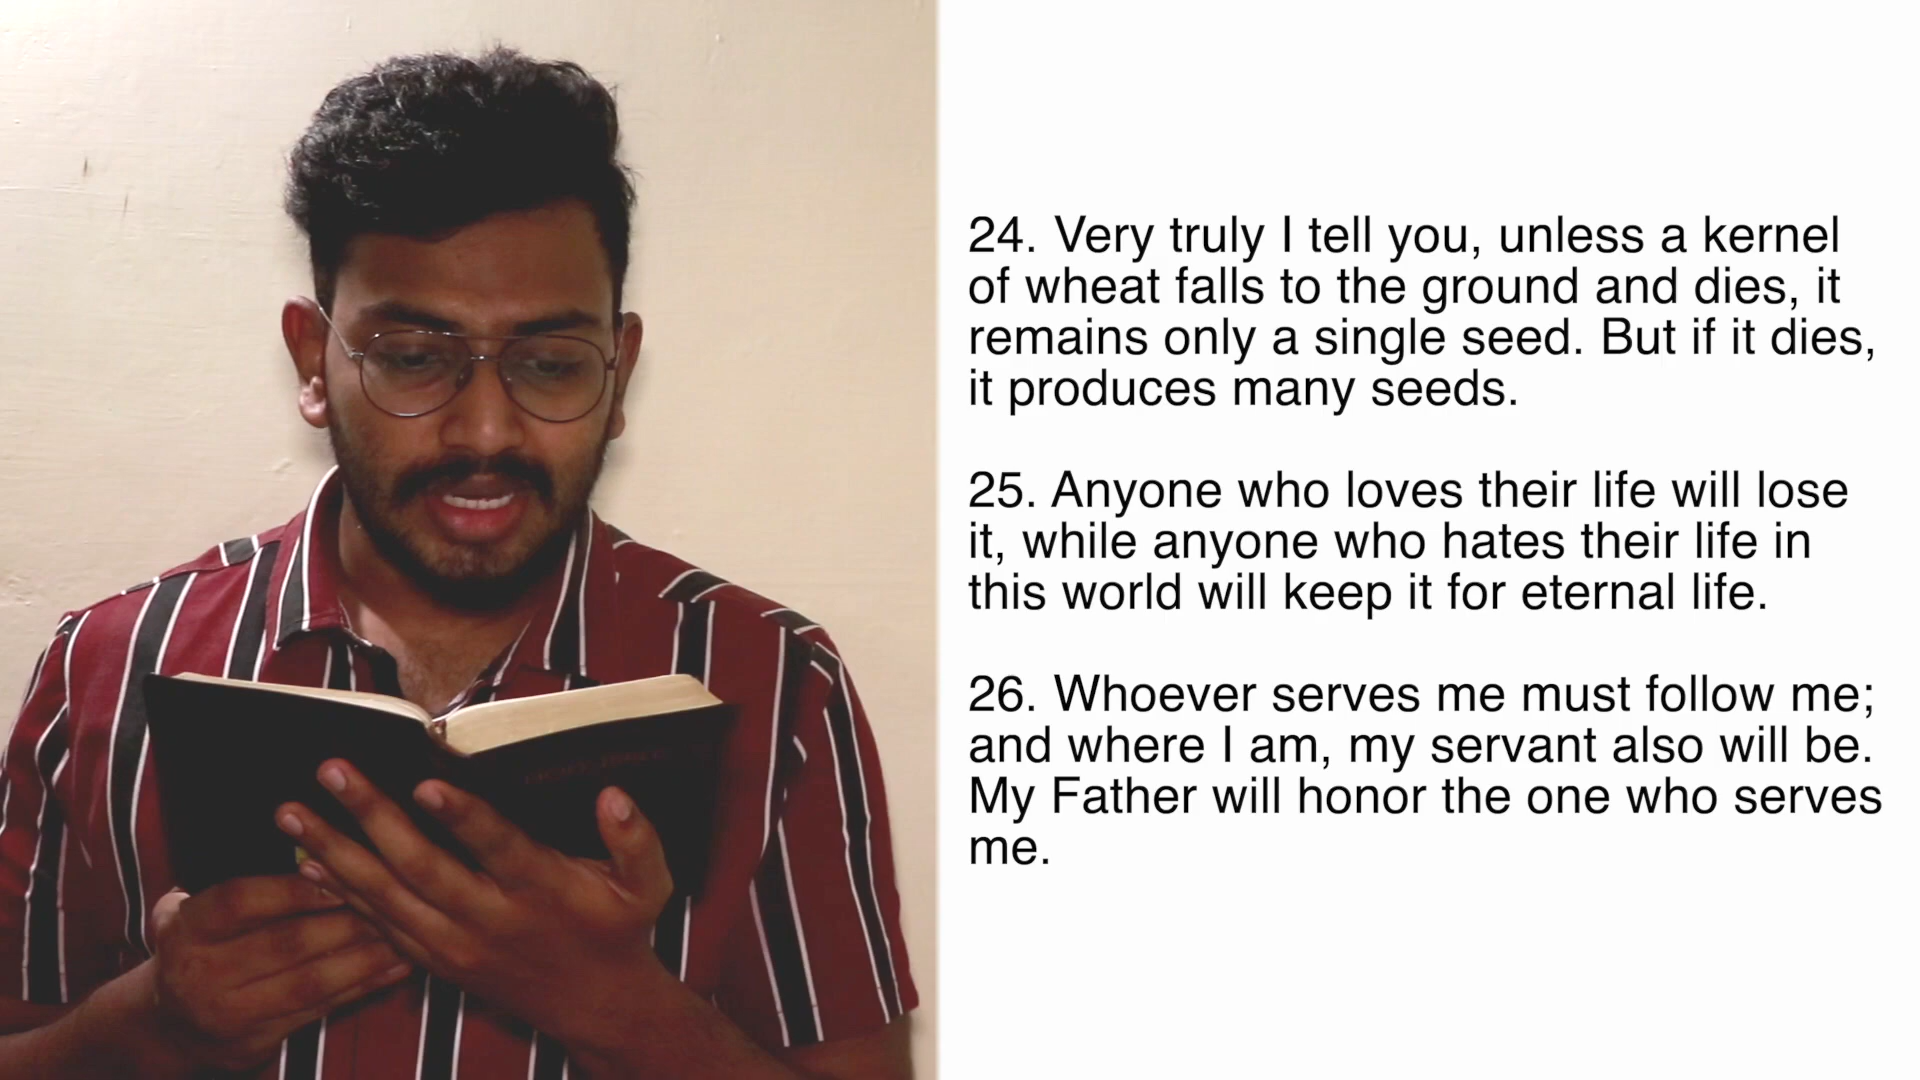 24. Very truly I tell you, unless a kernel
of wheat falls to the ground and dies, it
remains only a single seed. But if it dies,
it produces many seeds.
25. Anyone who loves their life will lose
it, while anyone who hates their life in
this world will keep it for eternal life.
26. Whoever serves me must follow me;
and where I am, my servant also will be.
My Father will honor the one who serves
me.